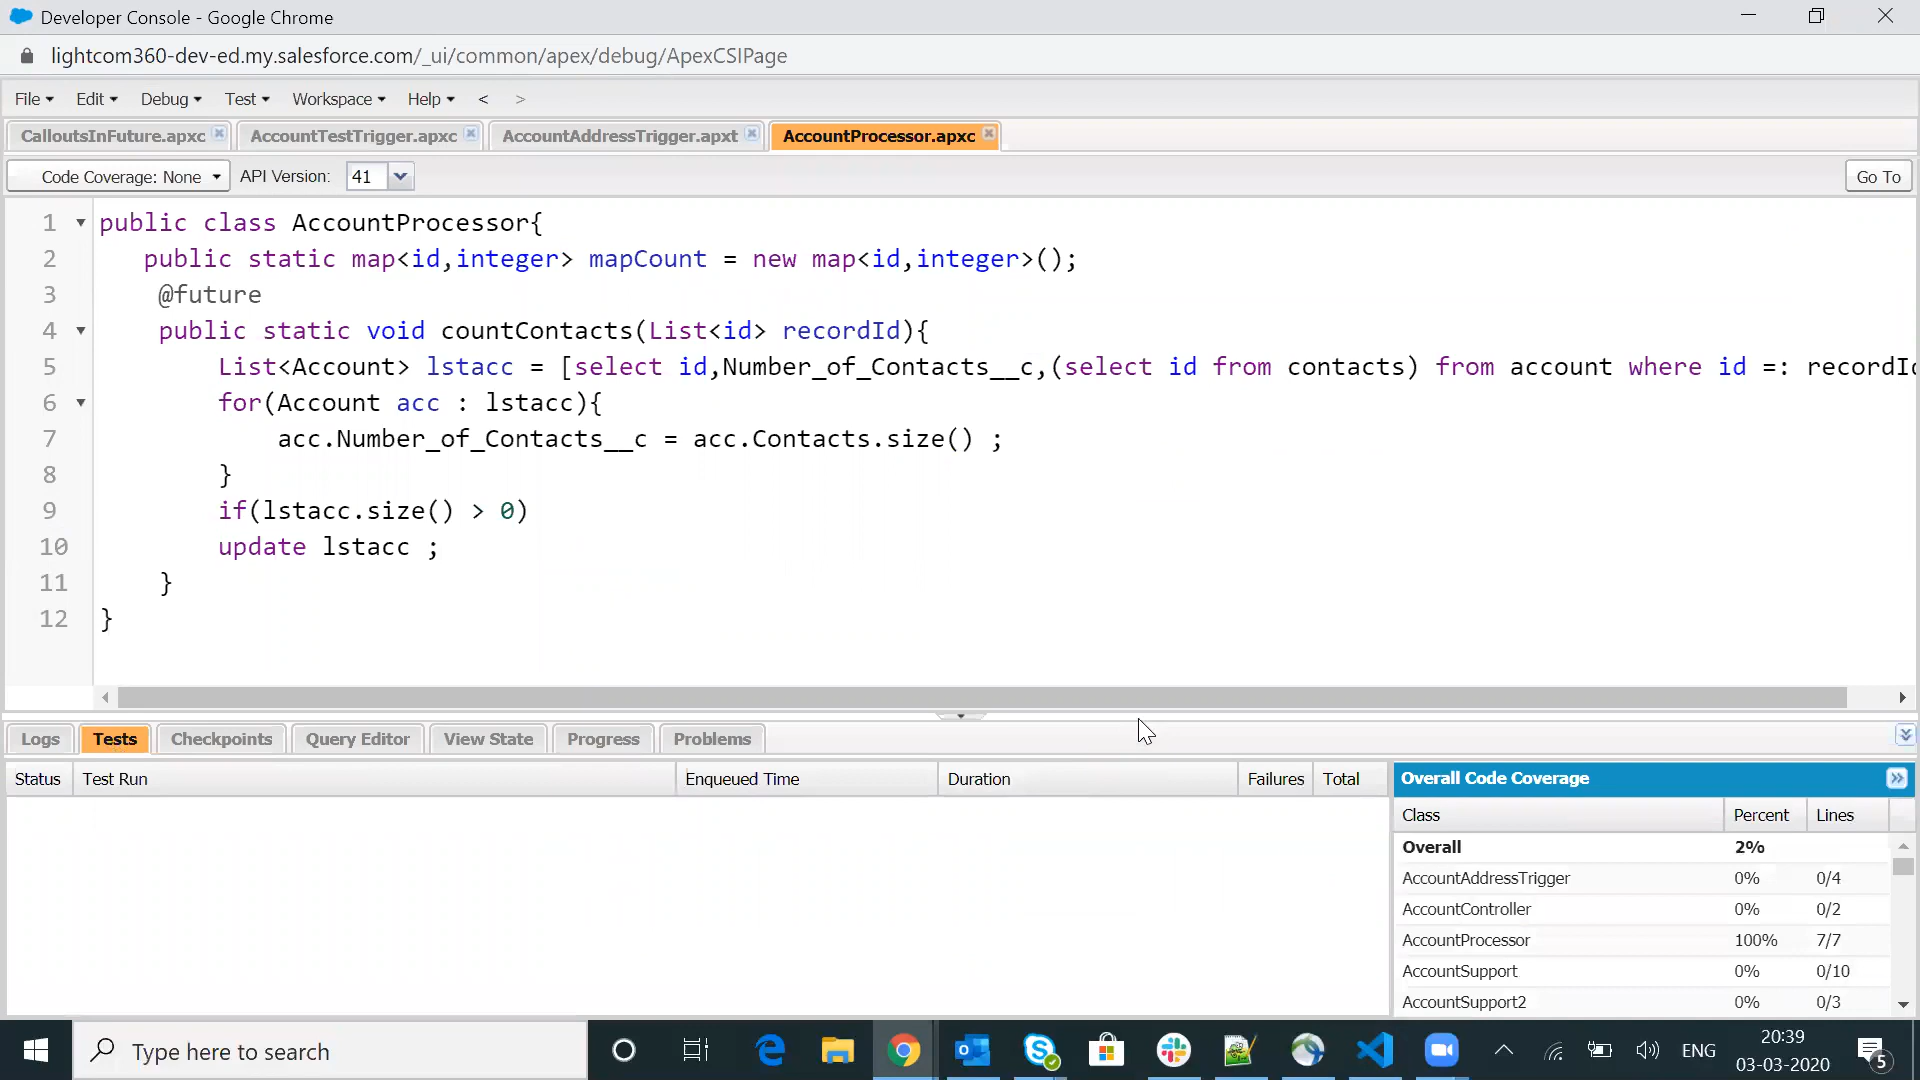 Developer Console - Google Chrome
lightcom360-dev-ed.my.salesforce.com/_ui/common/apex/debug/ApexCSIPage
File Edit Debug Test Workspace Help < >
CalloutsInFuture.apxc AccountTestTrigger.apxc AccountAddressTrigger.apxt AccountProcessor.apxc
Code Coverage: None API Version: 41 Go To
1 public class AccountProcessor{
2 public static map<id,integer> mapCount = new map<id,integer>();
3 @future
4 public static void countContacts(List<id> recordId){
5 List<Account> lstacc = [select id,Number_of_Contacts__c,(select id from contacts) from account where id =: recordId
6 for(Account acc : lstacc){
7 acc.Number_of_Contacts__c = acc.Contacts.size() ;
8 }
9 if(lstacc.size() > 0)
10 update lstacc ;
11 }
12 }
Logs Tests Checkpoints Query Editor View State Progress Problems
Status Test Run Enqueued Time Duration Failures Total
Overall Code Coverage
Class Percent Lines
Overall 2%
AccountAddressTrigger 0% 0/4
AccountController 0% 0/2
AccountProcessor 100% 7/7
AccountSupport 0% 0/10
AccountSupport2 0% 0/3
Type here to search
ENG
20:39
03-03-2020
5